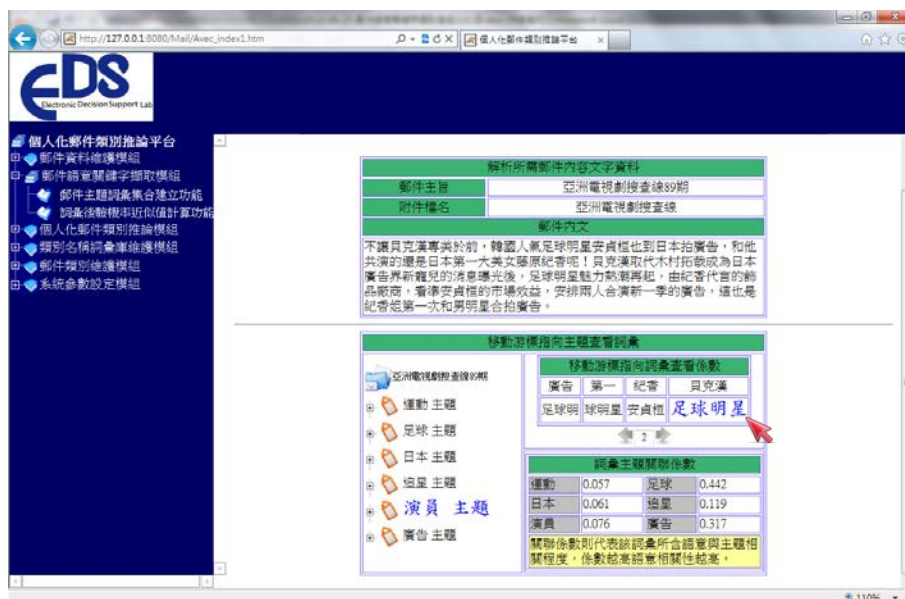 http://127.0.0.1:8080/Mail/Avec_index1.htm
個人化郵件類別推論平台
EDS
Electronic Decision Support Lab
個人化郵件類別推論平台
郵件資料維護模組
郵件語意關鍵字擷取模組
郵件主題詞彙集合建立功能
詞彙後驗機率近似值計算功能
個人化郵件類別推論模組
類別名稱詞彙庫維護模組
郵件類別維護模組
系統參數設定模組
解析所需郵件內容文字資料
郵件主旨 亞洲電視劇搜查線89期
附件檔名 亞洲電視劇搜查線
郵件內文
不讓貝克漢專美於前,韓國人氣足球明星安貞桓也到日本拍廣告,和他
共演的還是日本第一大美女藤原紀香呢!貝克漢取代木村拓哉成為日本
廣告界新寵兒的消息曝光後,足球明星魅力熱潮再起,由紀香代言的飾
品廠商,看準安貞桓的市場效益,安排兩人合演新一季的廣告,這也是
紀香姐第一次和男明星合拍廣告。
移動游標指向主題查看詞彙
亞洲電視劇搜查線89期
運動 主題
足球 主題
日本 主題
追星 主題
演員 主題
廣告 主題
移動游標指向詞彙查看係數
廣告 第一 紀香 貝克漢
足球明 球明星 安貞桓 足球明星
2
詞彙主題關聯係數
運動 0.057 足球 0.442
日本 0.061 追星 0.119
演員 0.076 廣告 0.317
關聯係數則代表該詞彙所含語意與主題相
關程度,係數越高語意相關性越高。
110%